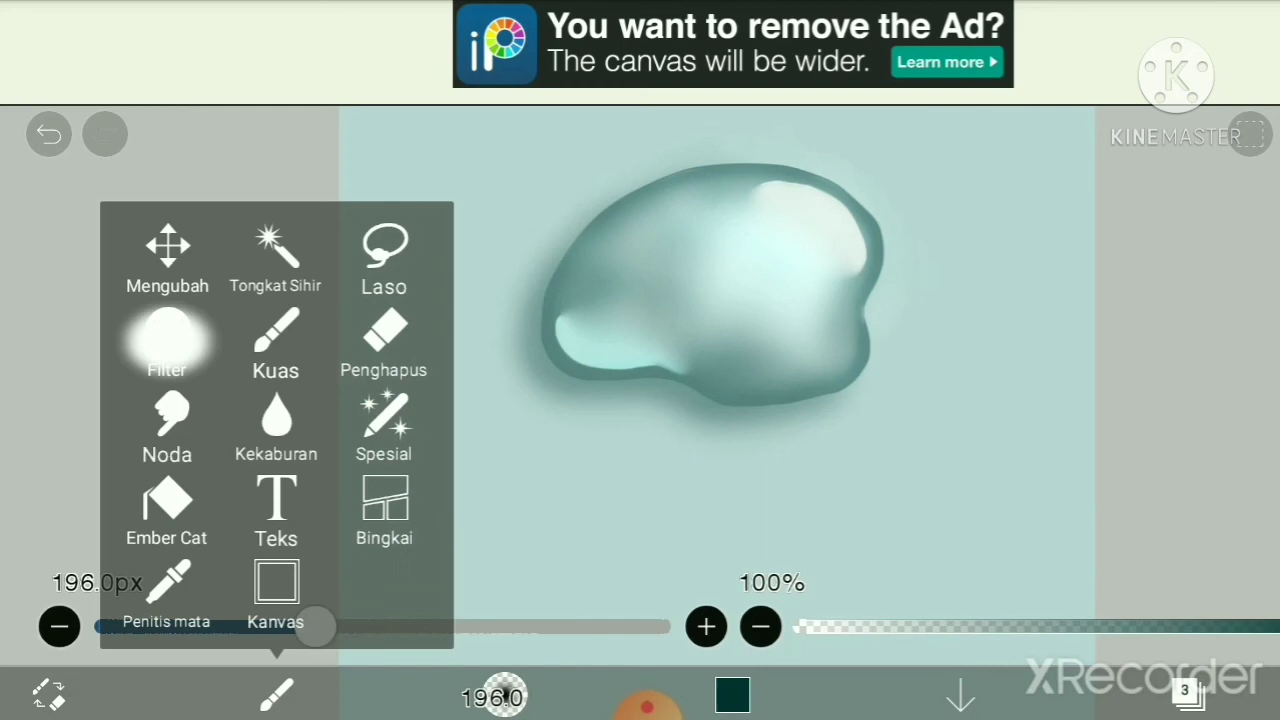 iP
You want to remove the Ad?
The canvas will be wider.
Learn more
K
KINEMASTER
Mengubah
Tongkat Sihir
Laso
Filter
Kuas
Penghapus
Noda
Kekaburan
Spesial
Ember Cat
Teks
Bingkai
Penitis mata
Kanvas
196.0px
100%
196.0
3
XRecorder